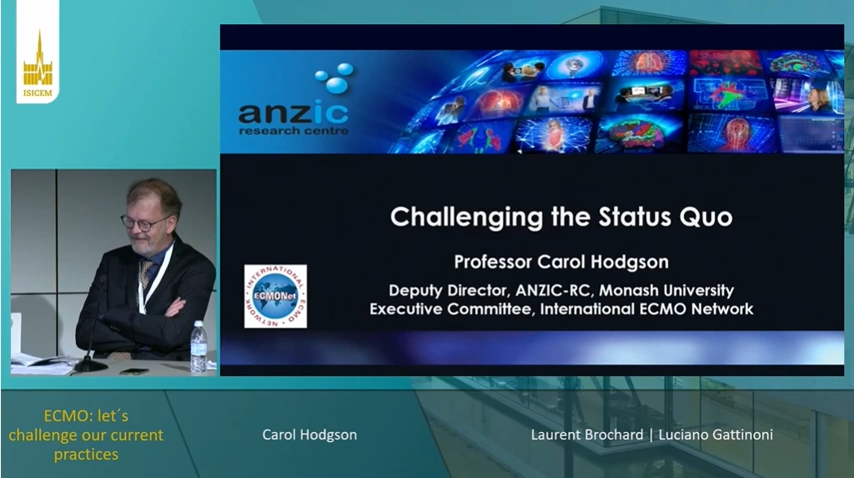 ISICEM
anzic
research centre
Challenging the Status Quo
Professor Carol Hodgson
Deputy Director, ANZIC-RC, Monash University
Executive Committee, International ECMO Network
INTERNATIONAL
ECMONet
ECMO NETWORK
ECMO: let´s
challenge our current
practices
Carol Hodgson
Laurent Brochard | Luciano Gattinoni